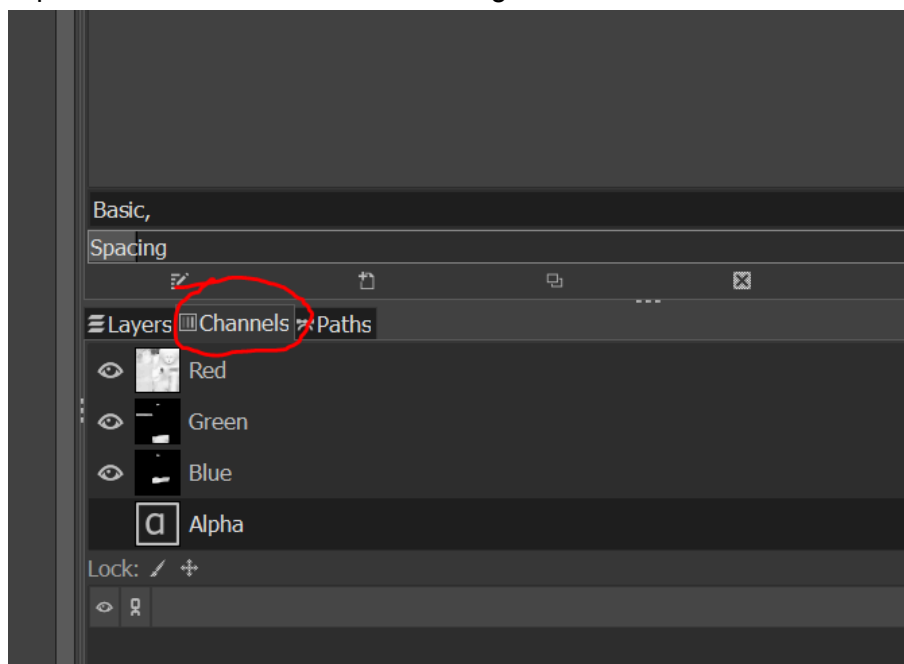 Basic,
Spacing
Layers Channels Paths
Red
Green
Blue
a Alpha
Lock: